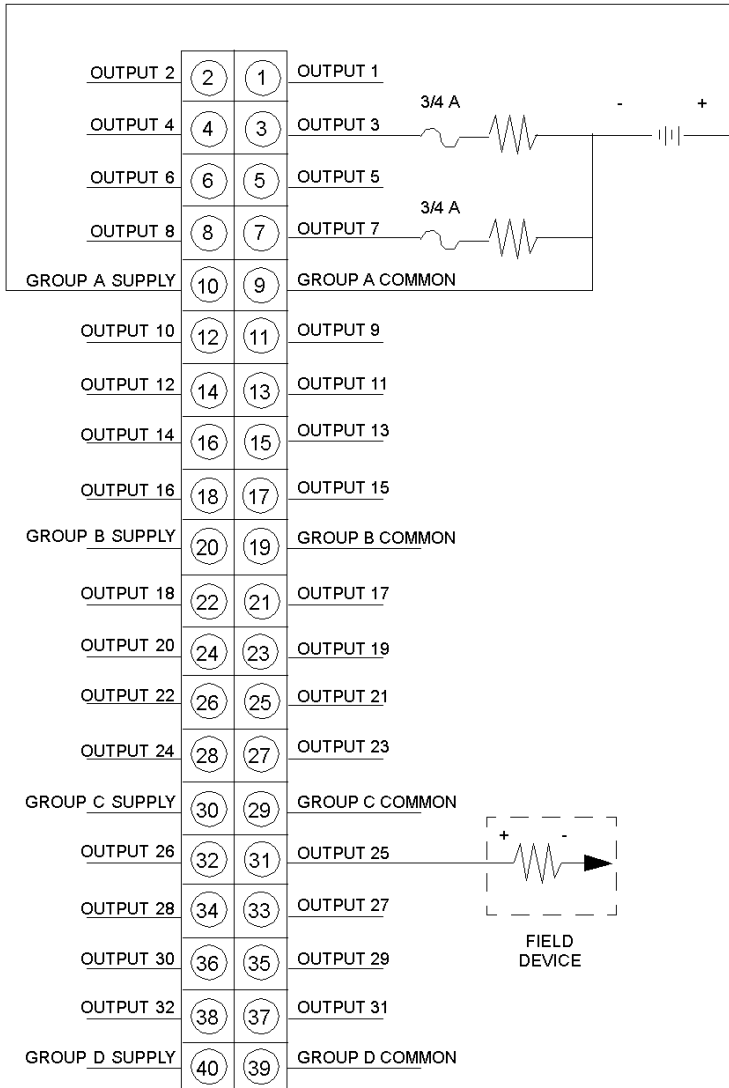 OUTPUT 2 2 1 OUTPUT 1
3/4 A - +
OUTPUT 4 4 3 OUTPUT 3
OUTPUT 6 6 5 OUTPUT 5
3/4 A
OUTPUT 8 8 7 OUTPUT 7
GROUP A SUPPLY 10 9 GROUP A COMMON
OUTPUT 10 12 11 OUTPUT 9
OUTPUT 12 14 13 OUTPUT 11
OUTPUT 14 16 15 OUTPUT 13
OUTPUT 16 18 17 OUTPUT 15
GROUP B SUPPLY 20 19 GROUP B COMMON
OUTPUT 18 22 21 OUTPUT 17
OUTPUT 20 24 23 OUTPUT 19
OUTPUT 22 26 25 OUTPUT 21
OUTPUT 24 28 27 OUTPUT 23
GROUP C SUPPLY 30 29 GROUP C COMMON
+ -
OUTPUT 26 32 31 OUTPUT 25
OUTPUT 28 34 33 OUTPUT 27
FIELD
DEVICE
OUTPUT 30 36 35 OUTPUT 29
OUTPUT 32 38 37 OUTPUT 31
GROUP D SUPPLY 40 39 GROUP D COMMON